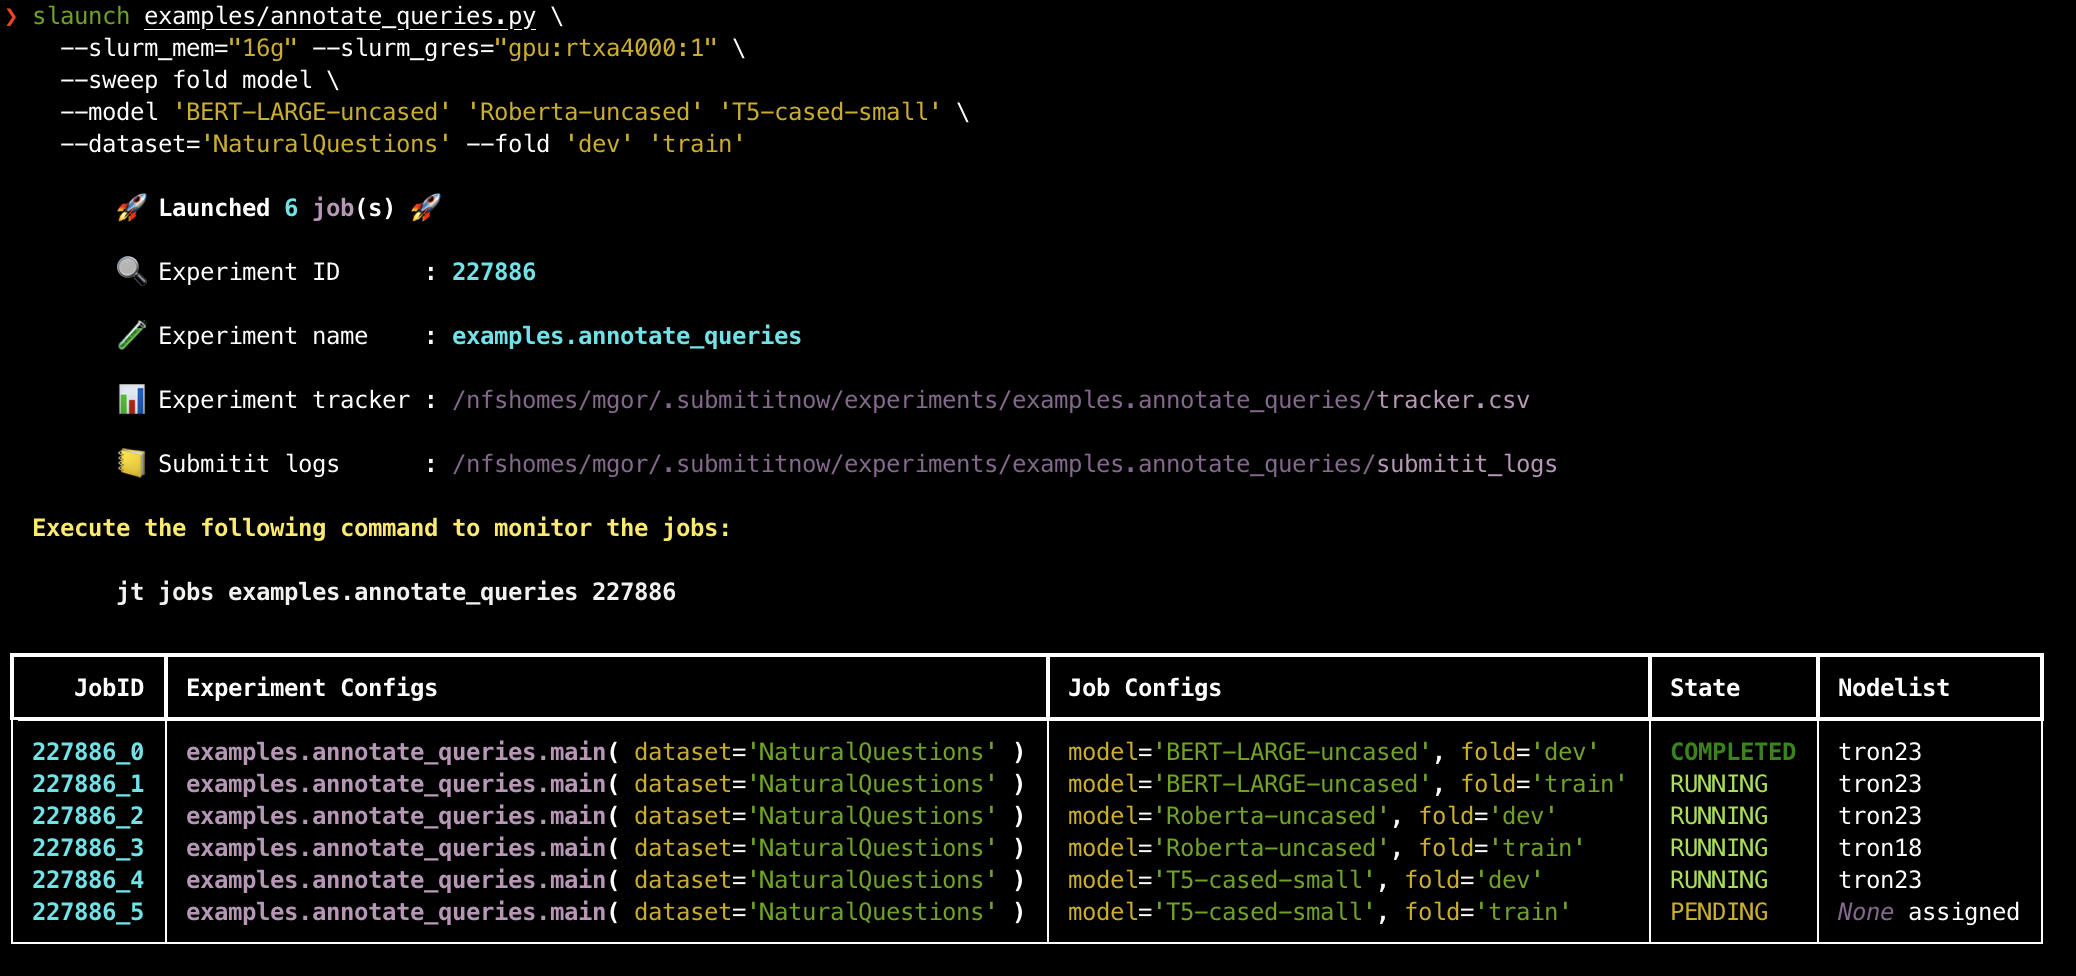 ❯ slaunch examples/annotate_queries.py \
--slurm_mem="16g" --slurm_gres="gpu:rtxa4000:1" \
--sweep fold model \
--model 'BERT-LARGE-uncased' 'Roberta-uncased' 'T5-cased-small' \
--dataset='NaturalQuestions' --fold 'dev' 'train'
🚀 Launched 6 job(s) 🚀
🔍 Experiment ID : 227886
🧪 Experiment name : examples.annotate_queries
📊 Experiment tracker : /nfshomes/mgor/.submititnow/experiments/examples.annotate_queries/tracker.csv
📒 Submitit logs : /nfshomes/mgor/.submititnow/experiments/examples.annotate_queries/submitit_logs
Execute the following command to monitor the jobs:
jt jobs examples.annotate_queries 227886
JobID Experiment Configs Job Configs State Nodelist
227886_0 examples.annotate_queries.main( dataset='NaturalQuestions' ) model='BERT-LARGE-uncased', fold='dev' COMPLETED tron23
227886_1 examples.annotate_queries.main( dataset='NaturalQuestions' ) model='BERT-LARGE-uncased', fold='train' RUNNING tron23
227886_2 examples.annotate_queries.main( dataset='NaturalQuestions' ) model='Roberta-uncased', fold='dev' RUNNING tron23
227886_3 examples.annotate_queries.main( dataset='NaturalQuestions' ) model='Roberta-uncased', fold='train' RUNNING tron18
227886_4 examples.annotate_queries.main( dataset='NaturalQuestions' ) model='T5-cased-small', fold='dev' RUNNING tron23
227886_5 examples.annotate_queries.main( dataset='NaturalQuestions' ) model='T5-cased-small', fold='train' PENDING None assigned